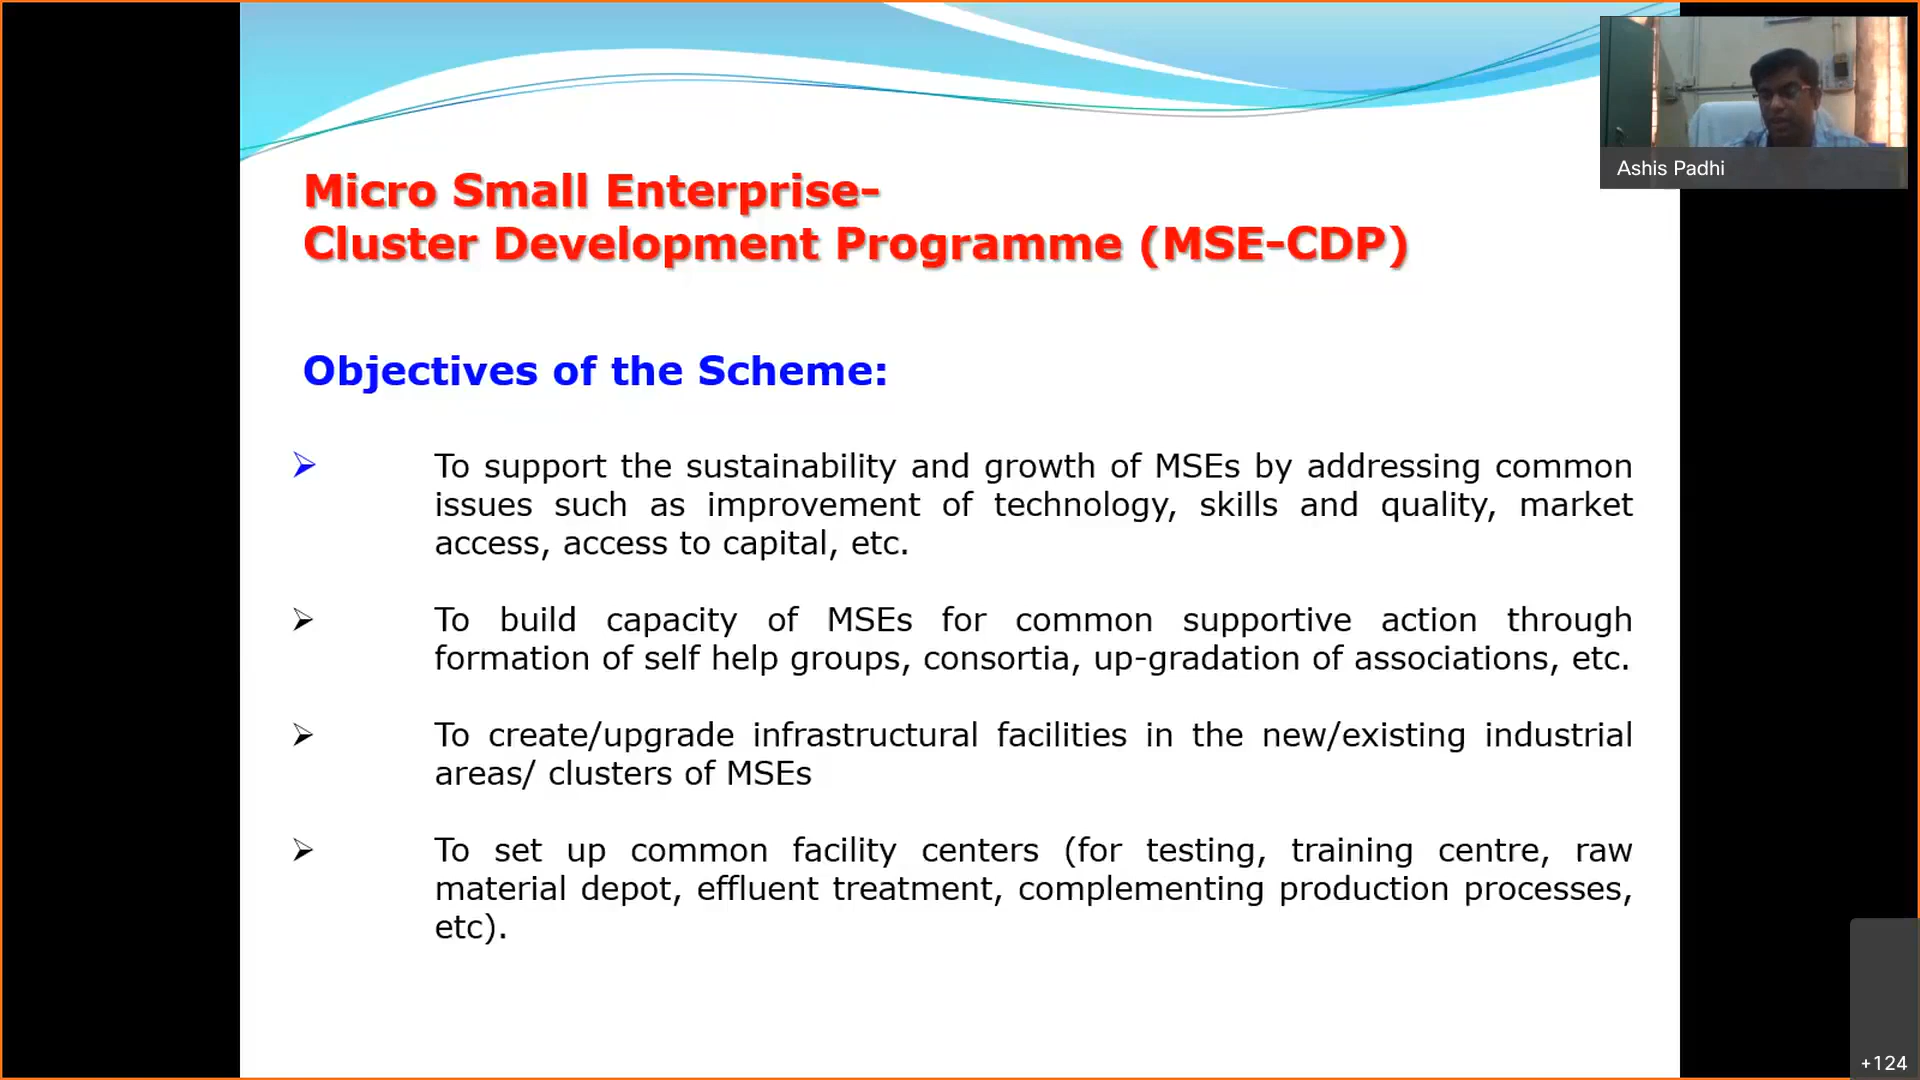 Ashis Padhi
Micro Small Enterprise-
Cluster Development Programme (MSE-CDP)
Objectives of the Scheme:
To support the sustainability and growth of MSEs by addressing common
issues such as improvement of technology, skills and quality, market
access, access to capital, etc.
To build capacity of MSEs for common supportive action through
formation of self help groups, consortia, up-gradation of associations, etc.
To create/upgrade infrastructural facilities in the new/existing industrial
areas/ clusters of MSEs
To set up common facility centers (for testing, training centre, raw
material depot, effluent treatment, complementing production processes,
etc).
+124